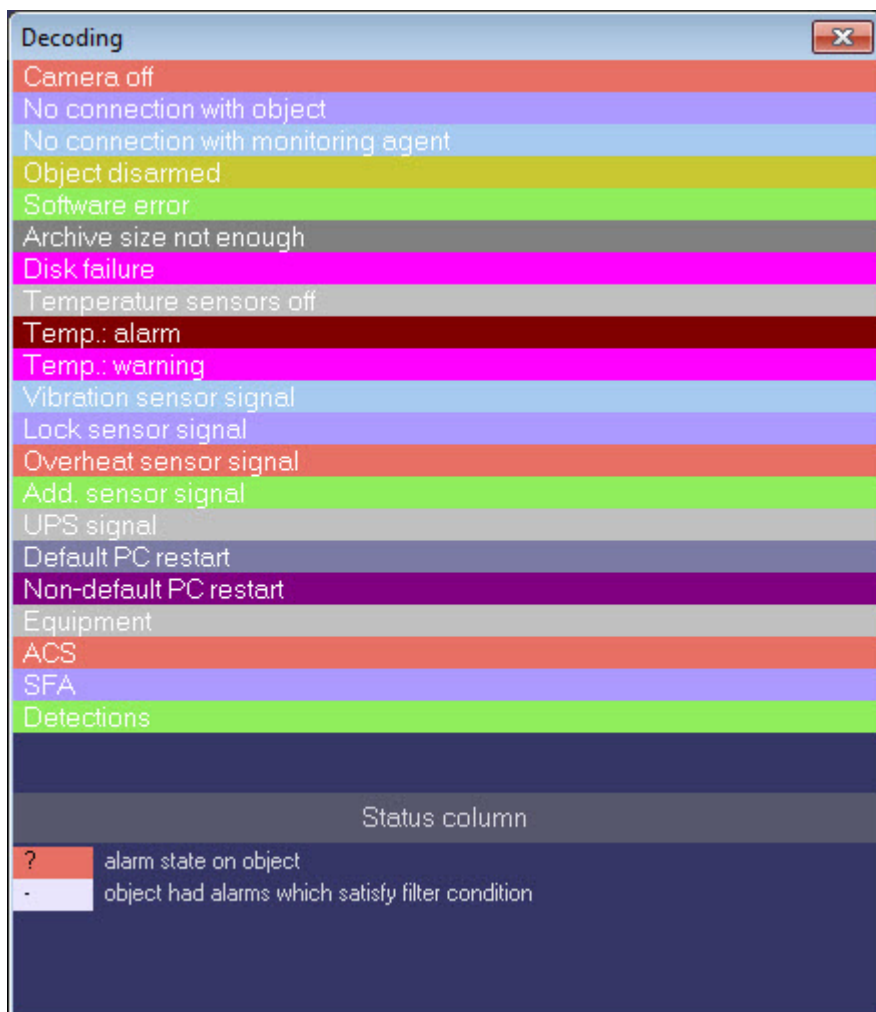 Decoding
Camera off
No connection with object
No connection with monitoring agent
Object disarmed
Software error
Archive size not enough
Disk failure
Temperature sensors off
Temp.: alarm
Temp.: warning
Vibration sensor signal
Lock sensor signal
Overheat sensor signal
Add. sensor signal
UPS signal
Default PC restart
Non-default PC restart
Equipment
ACS
SFA
Detections
Status column
? alarm state on object
- object had alarms which satisfy filter condition